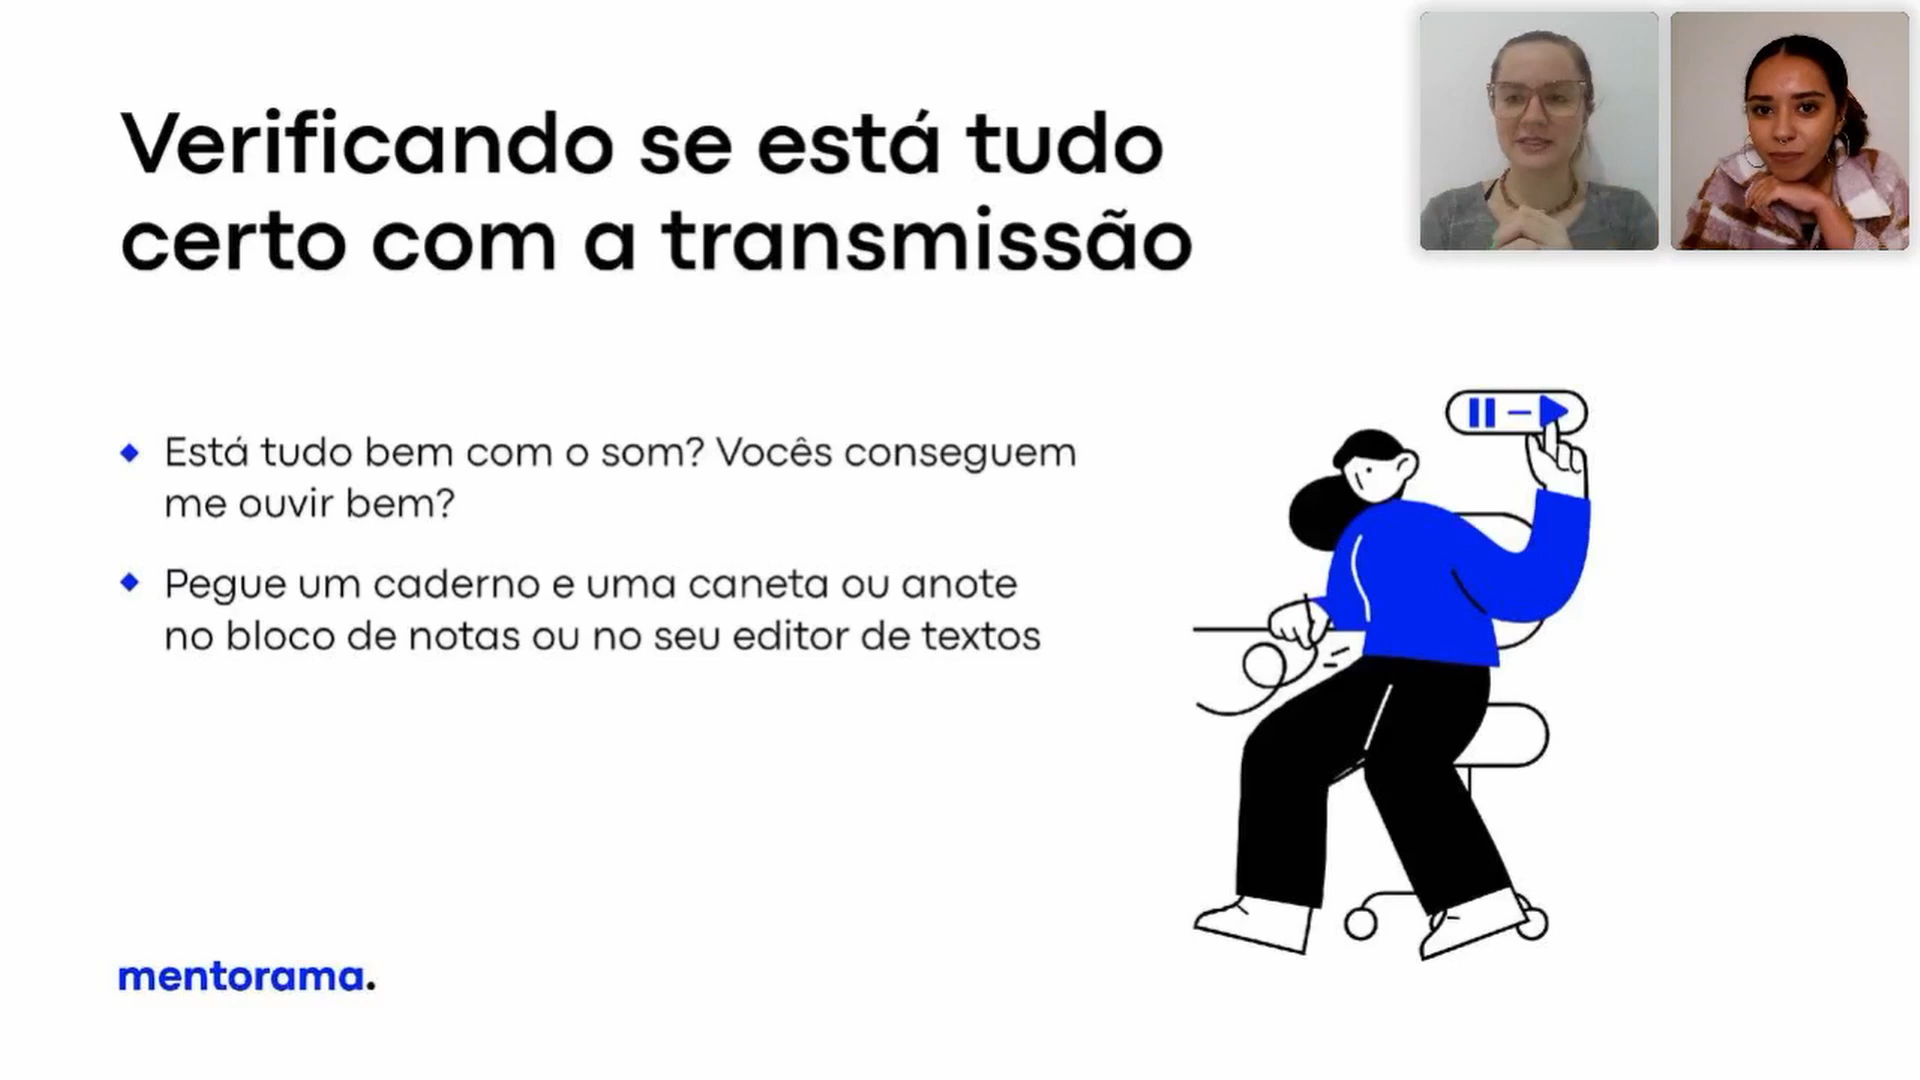 Verificando se está tudo
certo com a transmissão
Está tudo bem com o som? Vocês conseguem
me ouvir bem?
Pegue um caderno e uma caneta ou anote
no bloco de notas ou no seu editor de textos
mentorama.